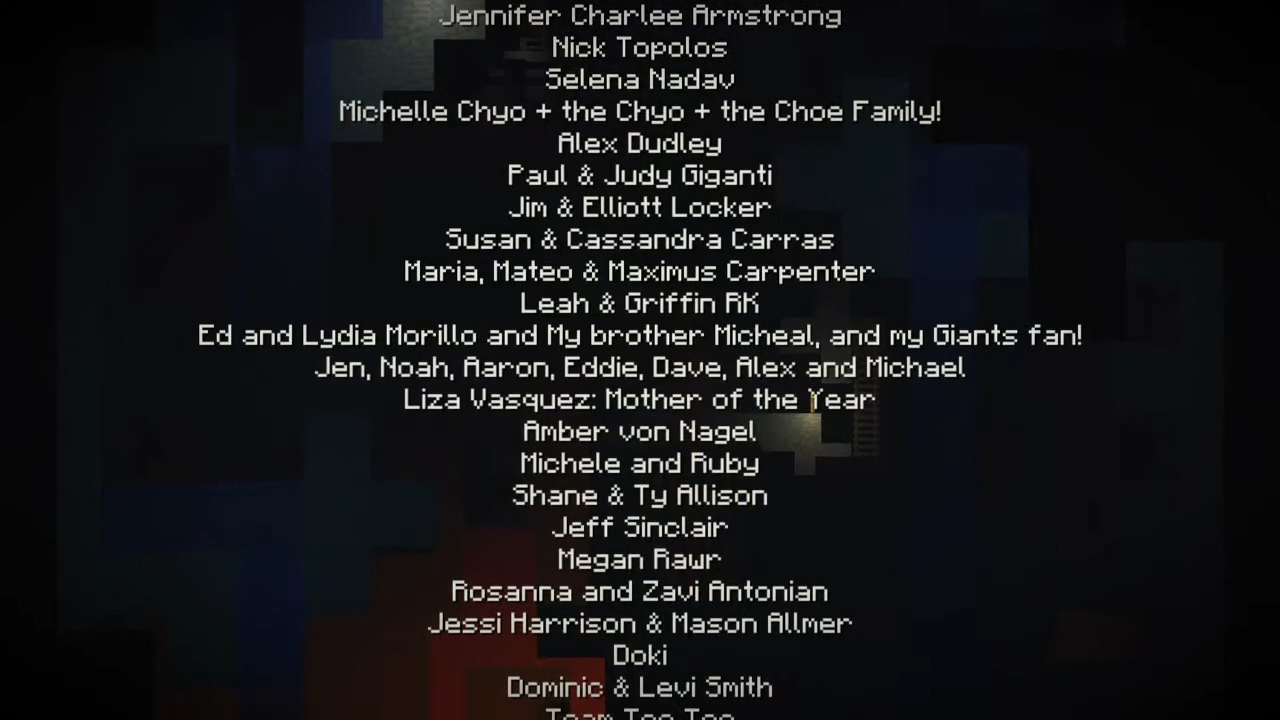 Jennifer Charlee Armstrong
Nick Topolos
Selena Nadav
Michelle Chyo + the Chyo + the Choe Family!
Alex Dudley
Paul & Judy Giganti
Jim & Elliott Locker
Susan & Cassandra Carras
Maria, Mateo & Maximus Carpenter
Leah & Griffin RK
Ed and Lydia Morillo and My brother Micheal, and my Giants fan!
Jen, Noah, Aaron, Eddie, Dave, Alex and Michael
Liza Vasquez: Mother of the Year
Amber von Nagel
Michele and Ruby
Shane & Ty Allison
Jeff Sinclair
Megan Rawr
Rosanna and Zavi Antonian
Jessi Harrison & Mason Allmer
Doki
Dominic & Levi Smith
Team